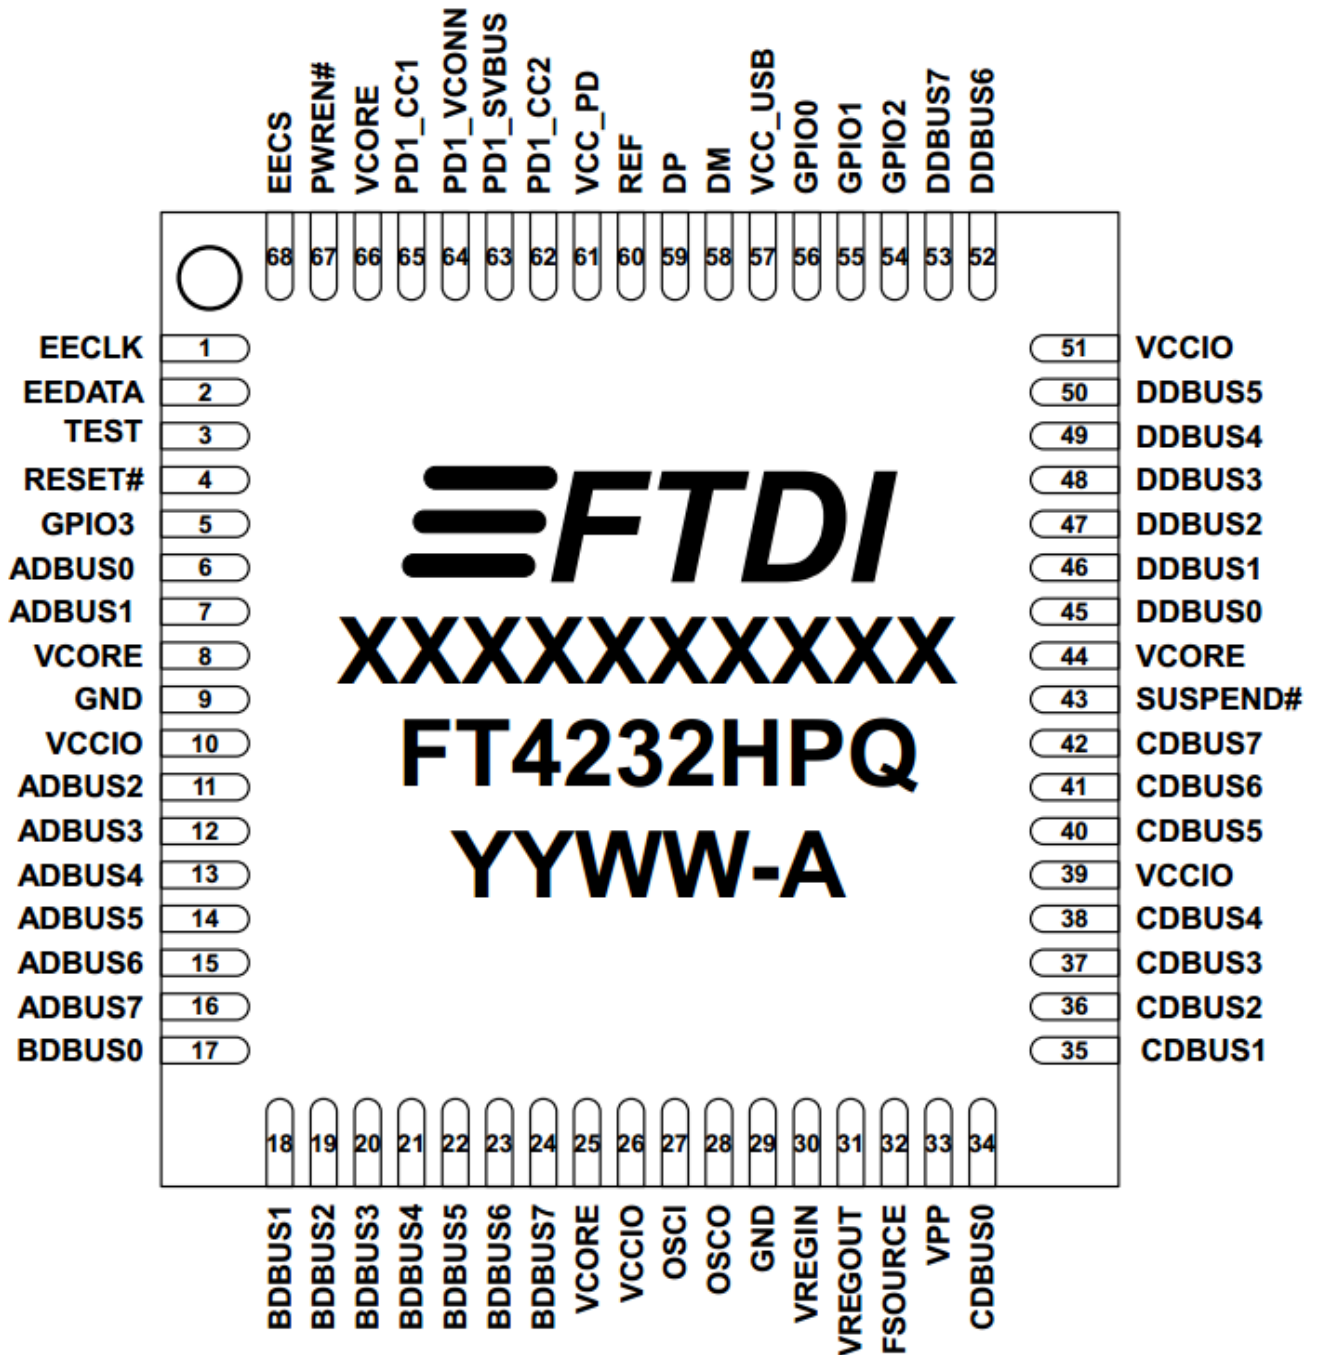 EECS
PWREN#
VCORE
PD1_CC1
PD1_VCONN
PD1_SVBUS
PD1_CC2
VCC_PD
REF
DP
DM
VCC_USB
GPIO0
GPIO1
GPIO2
DDBUS7
DDBUS6
68 67 66 65 64 63 62 61 60 59 58 57 56 55 54 53 52
EECLK 1 51 VCCIO
EEDATA 2 50 DDBUS5
TEST 3 49 DDBUS4
RESET# 4 48 DDBUS3
GPIO3 5 47 DDBUS2
ADBUS0 6 46 DDBUS1
ADBUS1 7 45 DDBUS0
VCORE 8 44 VCORE
GND 9 43 SUSPEND#
VCCIO 10 42 CDBUS7
ADBUS2 11 41 CDBUS6
ADBUS3 12 40 CDBUS5
ADBUS4 13 39 VCCIO
ADBUS5 14 38 CDBUS4
ADBUS6 15 37 CDBUS3
ADBUS7 16 36 CDBUS2
BDBUS0 17 35 CDBUS1
FTDI
XXXXXXXXXX
FT4232HPQ
YYWW-A
18 19 20 21 22 23 24 25 26 27 28 29 30 31 32 33 34
BDBUS1
BDBUS2
BDBUS3
BDBUS4
BDBUS5
BDBUS6
BDBUS7
VCORE
VCCIO
OSCI
OSCO
GND
VREGIN
VREGOUT
FSOURCE
VPP
CDBUS0